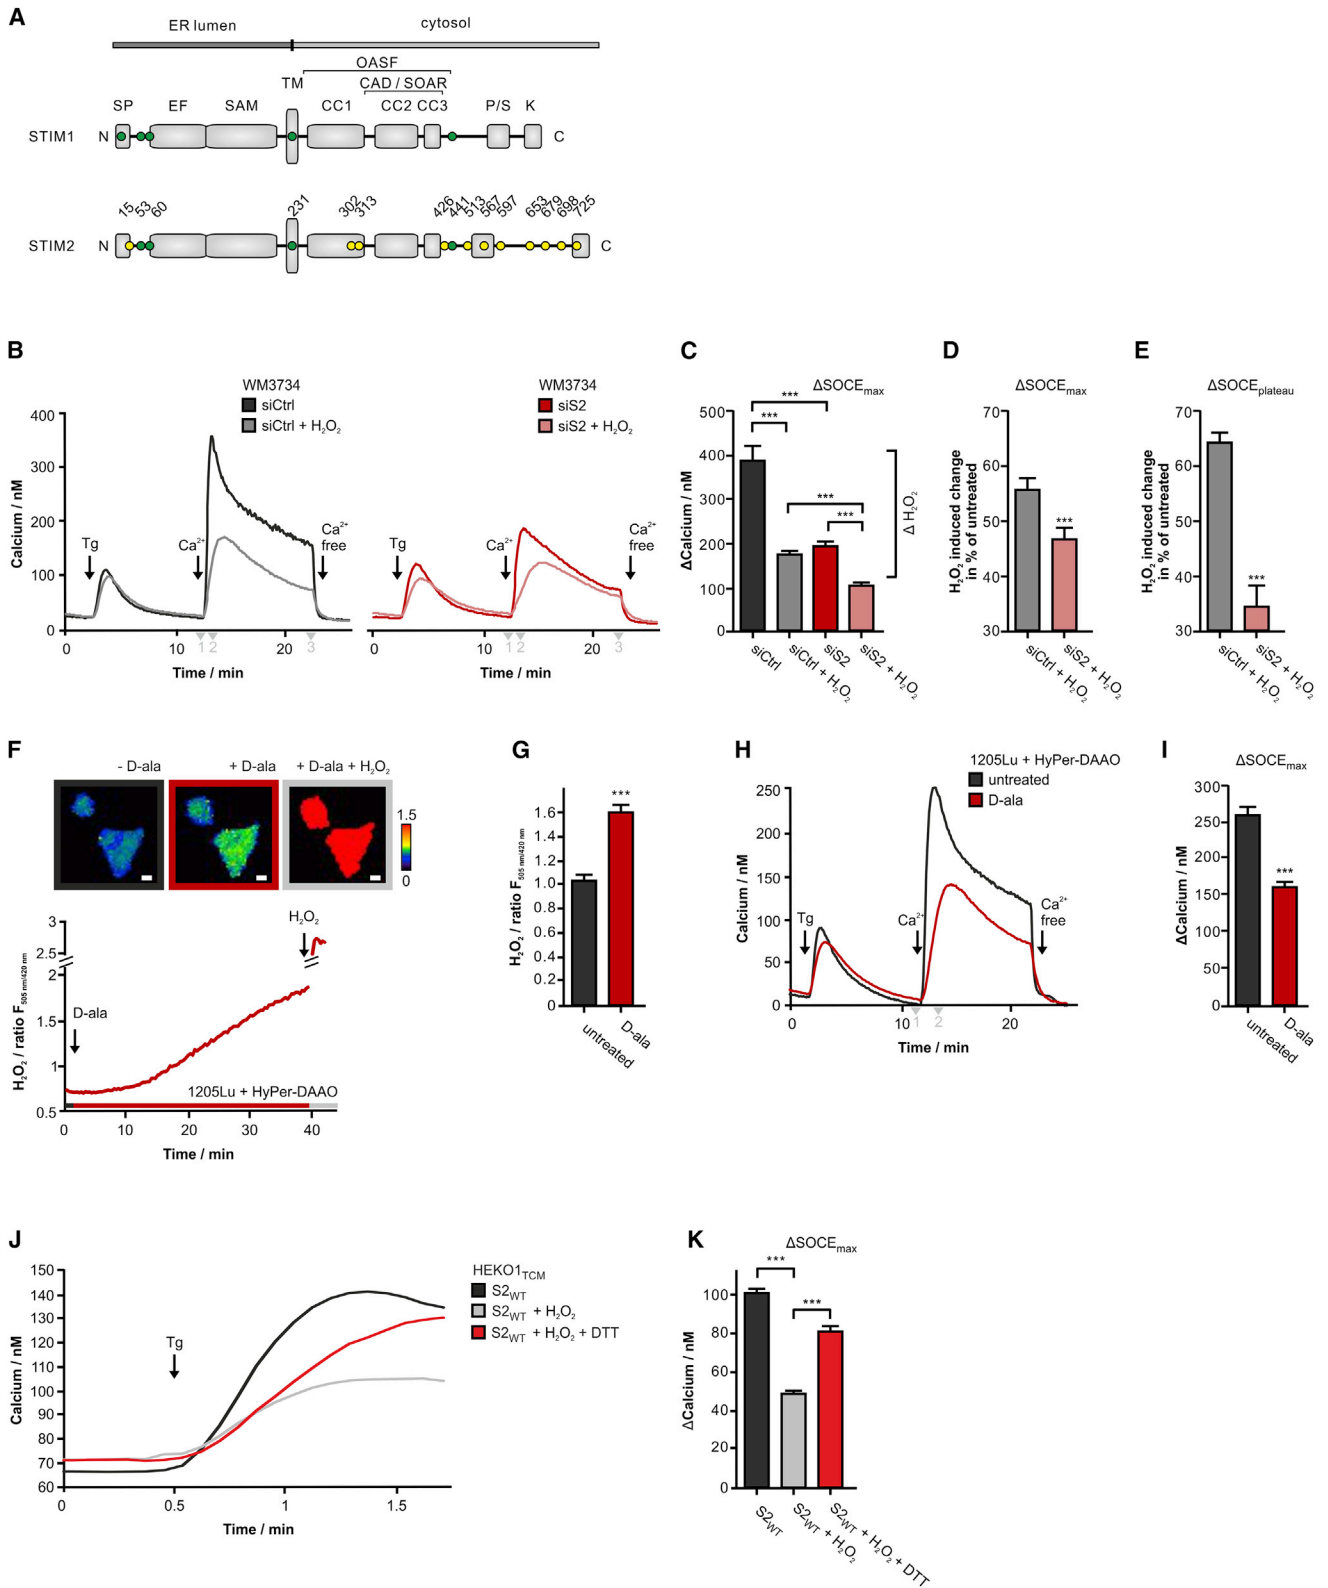 A
ER lumen
cytosol
OASF
TM
CAD / SOAR
SP
EF
SAM
CC1
CC2
CC3
P/S
K
STIM1
N
C
15
53
60
231
302
313
426
441
513
567
597
653
679
698
725
STIM2
N
C
B
WM3734
siCtrl
siCtrl + H₂O₂
WM3734
siS2
siS2 + H₂O₂
Calcium / nM
400
300
200
100
0
Tg
Ca²⁺
Ca²⁺
free
Tg
Ca²⁺
Ca²⁺
free
0
10
20
1
2
3
0
10
20
1
2
3
Time / min
Time / min
C
ΔSOCEmax
ΔCalcium / nM
500
400
300
200
100
0
***
***
***
***
Δ H₂O₂
siCtrl
siCtrl + H₂O₂
siS2
siS2 + H₂O₂
D
ΔSOCEmax
H₂O₂ induced change
in % of untreated
70
60
50
40
30
***
siCtrl + H₂O₂
siS2 + H₂O₂
E
ΔSOCEplateau
H₂O₂ induced change
in % of untreated
70
60
50
40
30
***
siCtrl + H₂O₂
siS2 + H₂O₂
F
- D-ala
+ D-ala
+ D-ala + H₂O₂
1.5
0
H₂O₂ / ratio F505 nm/420 nm
3
2.5
2
1.5
1
0.5
D-ala
H₂O₂
1205Lu + HyPer-DAAO
0
10
20
30
40
Time / min
G
H₂O₂ / ratio F505 nm/420 nm
1.6
1.4
1.2
1.0
0.8
0.6
0.4
0.2
0
***
untreated
D-ala
H
1205Lu + HyPer-DAAO
untreated
D-ala
Calcium / nM
250
200
150
100
50
0
Tg
Ca²⁺
Ca²⁺
free
0
10
20
1
2
Time / min
I
ΔSOCEmax
ΔCalcium / nM
300
250
200
150
100
50
0
***
untreated
D-ala
J
HEKO1TCM
S2WT
S2WT + H₂O₂
S2WT + H₂O₂ + DTT
Calcium / nM
150
140
130
120
110
100
90
80
70
60
Tg
0
0.5
1
1.5
Time / min
K
ΔSOCEmax
ΔCalcium / nM
100
80
60
40
20
0
***
***
S2WT
S2WT + H₂O₂
S2WT + H₂O₂ + DTT